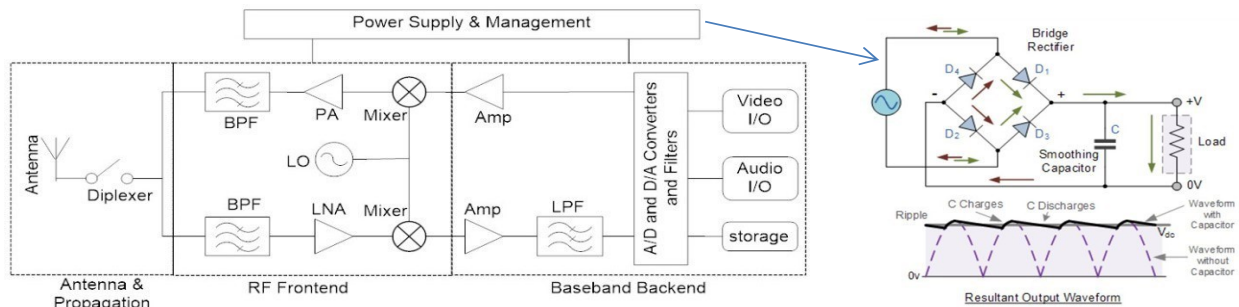 Power Supply & Management
Antenna
Diplexer
BPF
PA
Mixer
LO
BPF
LNA
Mixer
Amp
Amp
LPF
A/D and D/A Converters
and Filters
Video
I/O
Audio
I/O
storage
Antenna &
Propagation
RF Frontend
Baseband Backend
Bridge
Rectifier
D4
D1
D2
D3
-
+
C
Smoothing
Capacitor
+V
Load
0V
Ripple
C Charges
C Discharges
Waveform
with
Capacitor
Vdc
Waveform
without
Capacitor
0v
Resultant Output Waveform